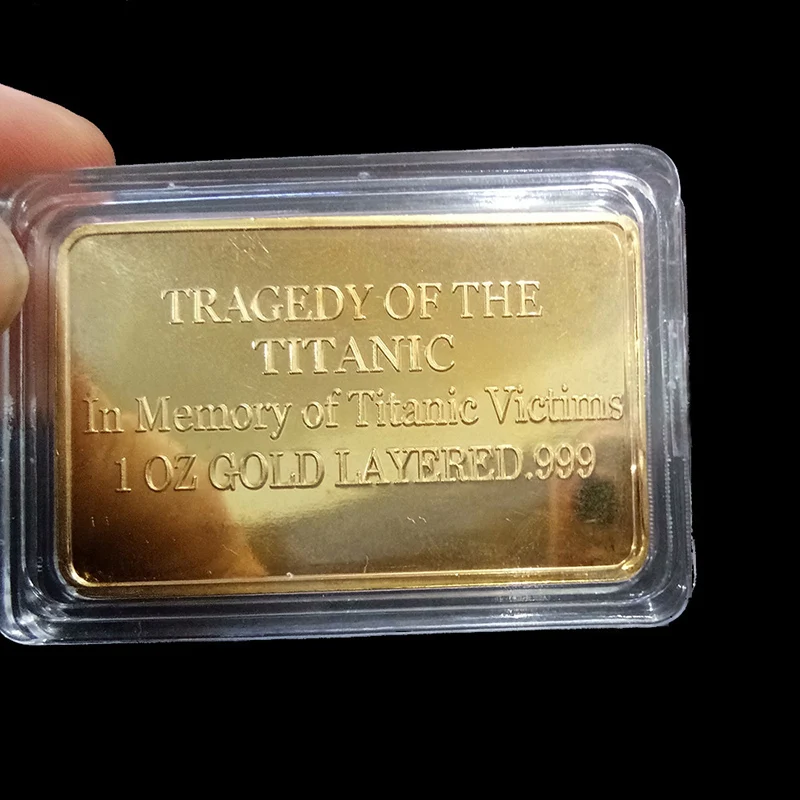 TRAGEDY OF THE
TITANIC
In Memory of Titanic Victims
1 OZ GOLD LAYERED .999